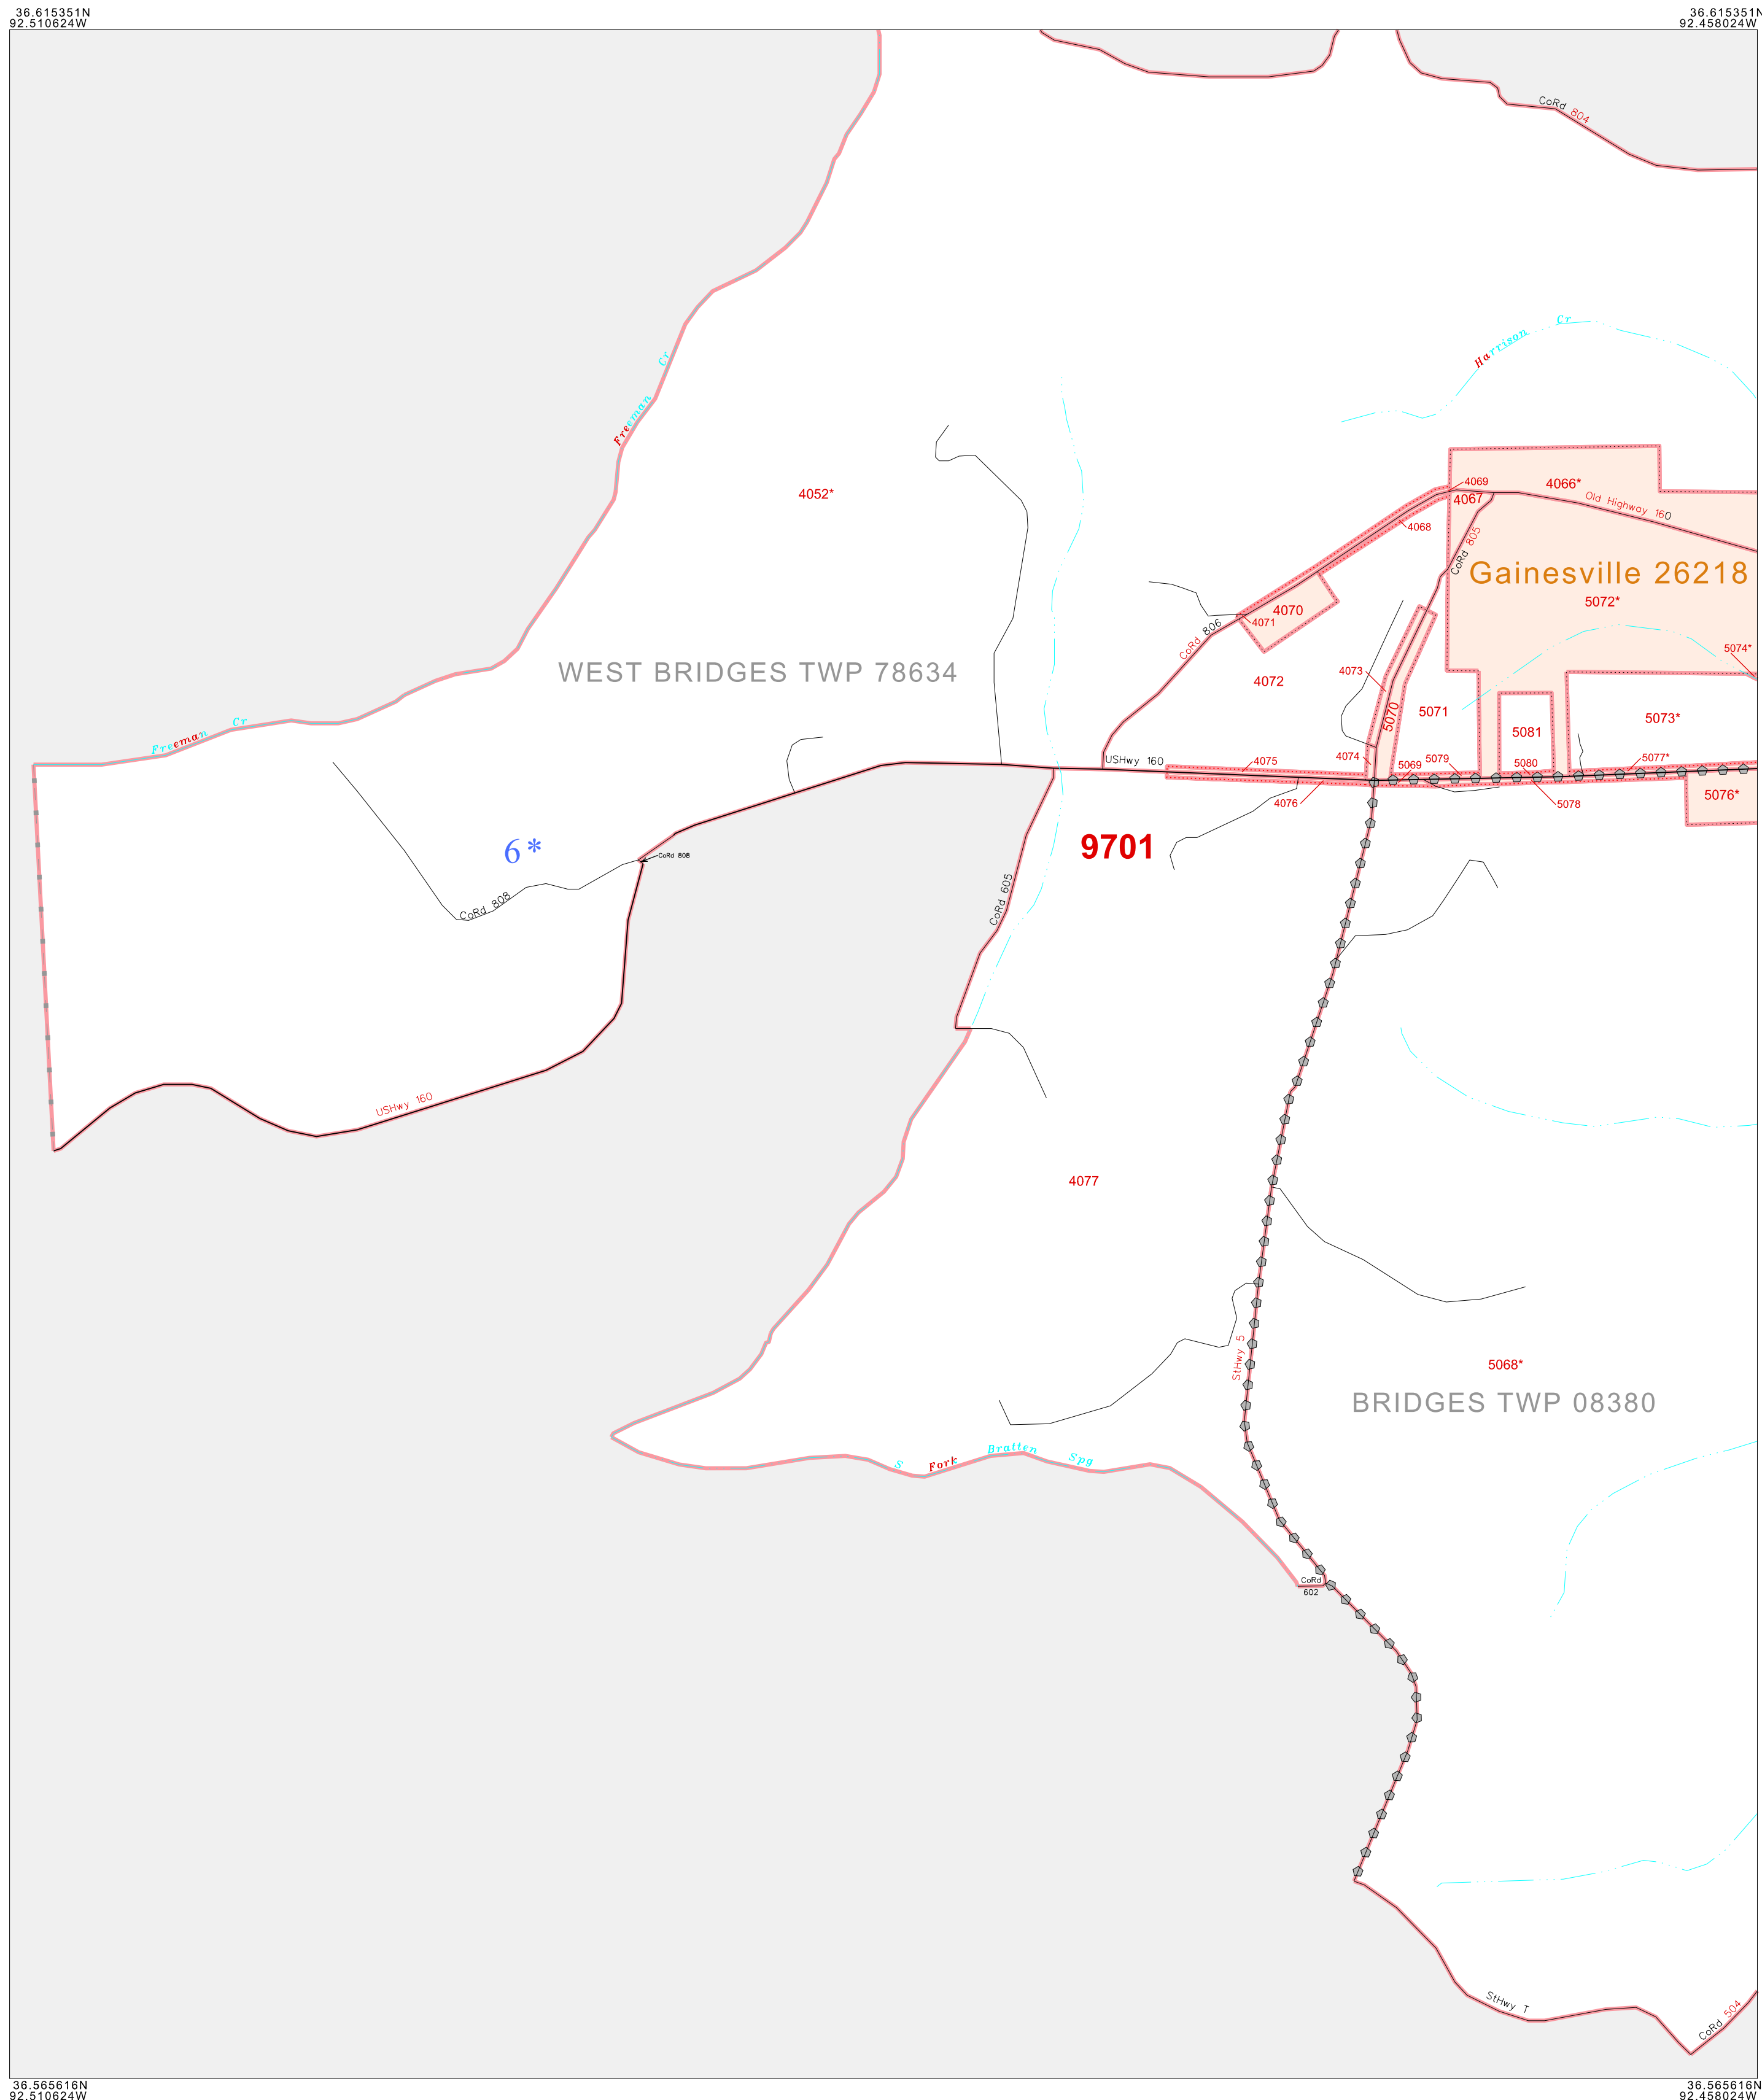 36.615351N
92.510624W
36.615351N
92.458024W
CoRd 804
Harrison Cr
Freeman Cr
4052*
4069
4066*
4067
Old Highway 160
4068
CoRd 805
Gainesville 26218
5072*
4070
4071
CoRd 806
5074*
WEST BRIDGES TWP 78634
4073
4072
5070
5071
5073*
Freeman Cr
5081
USHwy 160
4075
4074
5069
5079
5080
5077*
4076
5078
5076*
6*
9701
CoRd 808
CoRd 605
CoRd 808
USHwy 160
4077
StHwy 5
5068*
BRIDGES TWP 08380
S Fork Bratten Spg
CoRd
602
StHwy T
CoRd 504
36.565616N
92.510624W
36.565616N
92.458024W